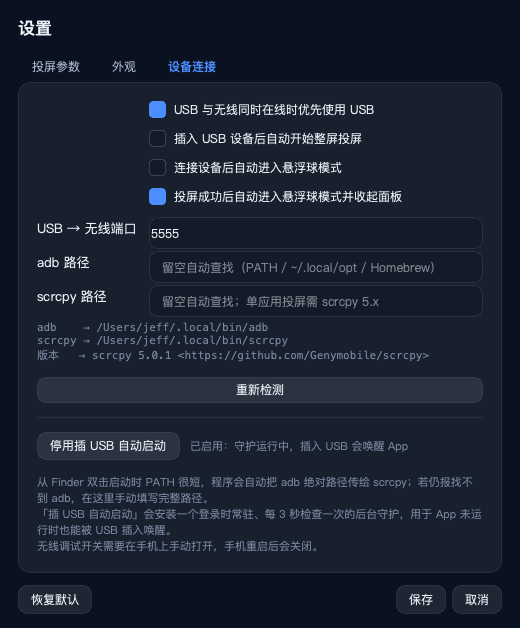 设置
投屏参数 外观 设备连接
USB 与无线同时在线时优先使用 USB
插入 USB 设备后自动开始整屏投屏
连接设备后自动进入悬浮球模式
投屏成功后自动进入悬浮球模式并收起面板
USB → 无线端口 5555
adb 路径 留空自动查找（PATH / ~/.local/opt / Homebrew）
scrcpy 路径 留空自动查找；单应用投屏需 scrcpy 5.x
adb → /Users/jeff/.local/bin/adb
scrcpy → /Users/jeff/.local/bin/scrcpy
版本 → scrcpy 5.0.1 <https://github.com/Genymobile/scrcpy>
重新检测
停用插 USB 自动启动 已启用：守护运行中，插入 USB 会唤醒 App
从 Finder 双击启动时 PATH 很短，程序会自动把 adb 绝对路径传给 scrcpy；若仍报找不
到 adb，在这里手动填写完整路径。
「插 USB 自动启动」会安装一个登录时常驻、每 3 秒检查一次的后台守护，用于 App 未运
行时也能被 USB 插入唤醒。
无线调试开关需要在手机上手动打开，手机重启后会关闭。
恢复默认 保存 取消